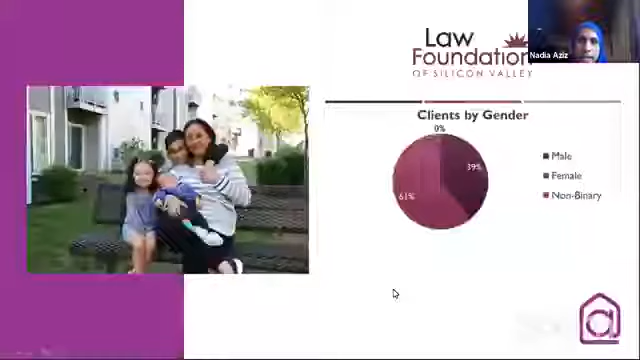 Law
Foundation
OF SILICON VALLEY
Nadia Aziz
Clients by Gender
0%
39%
61%
Male
Female
Non-Binary
a